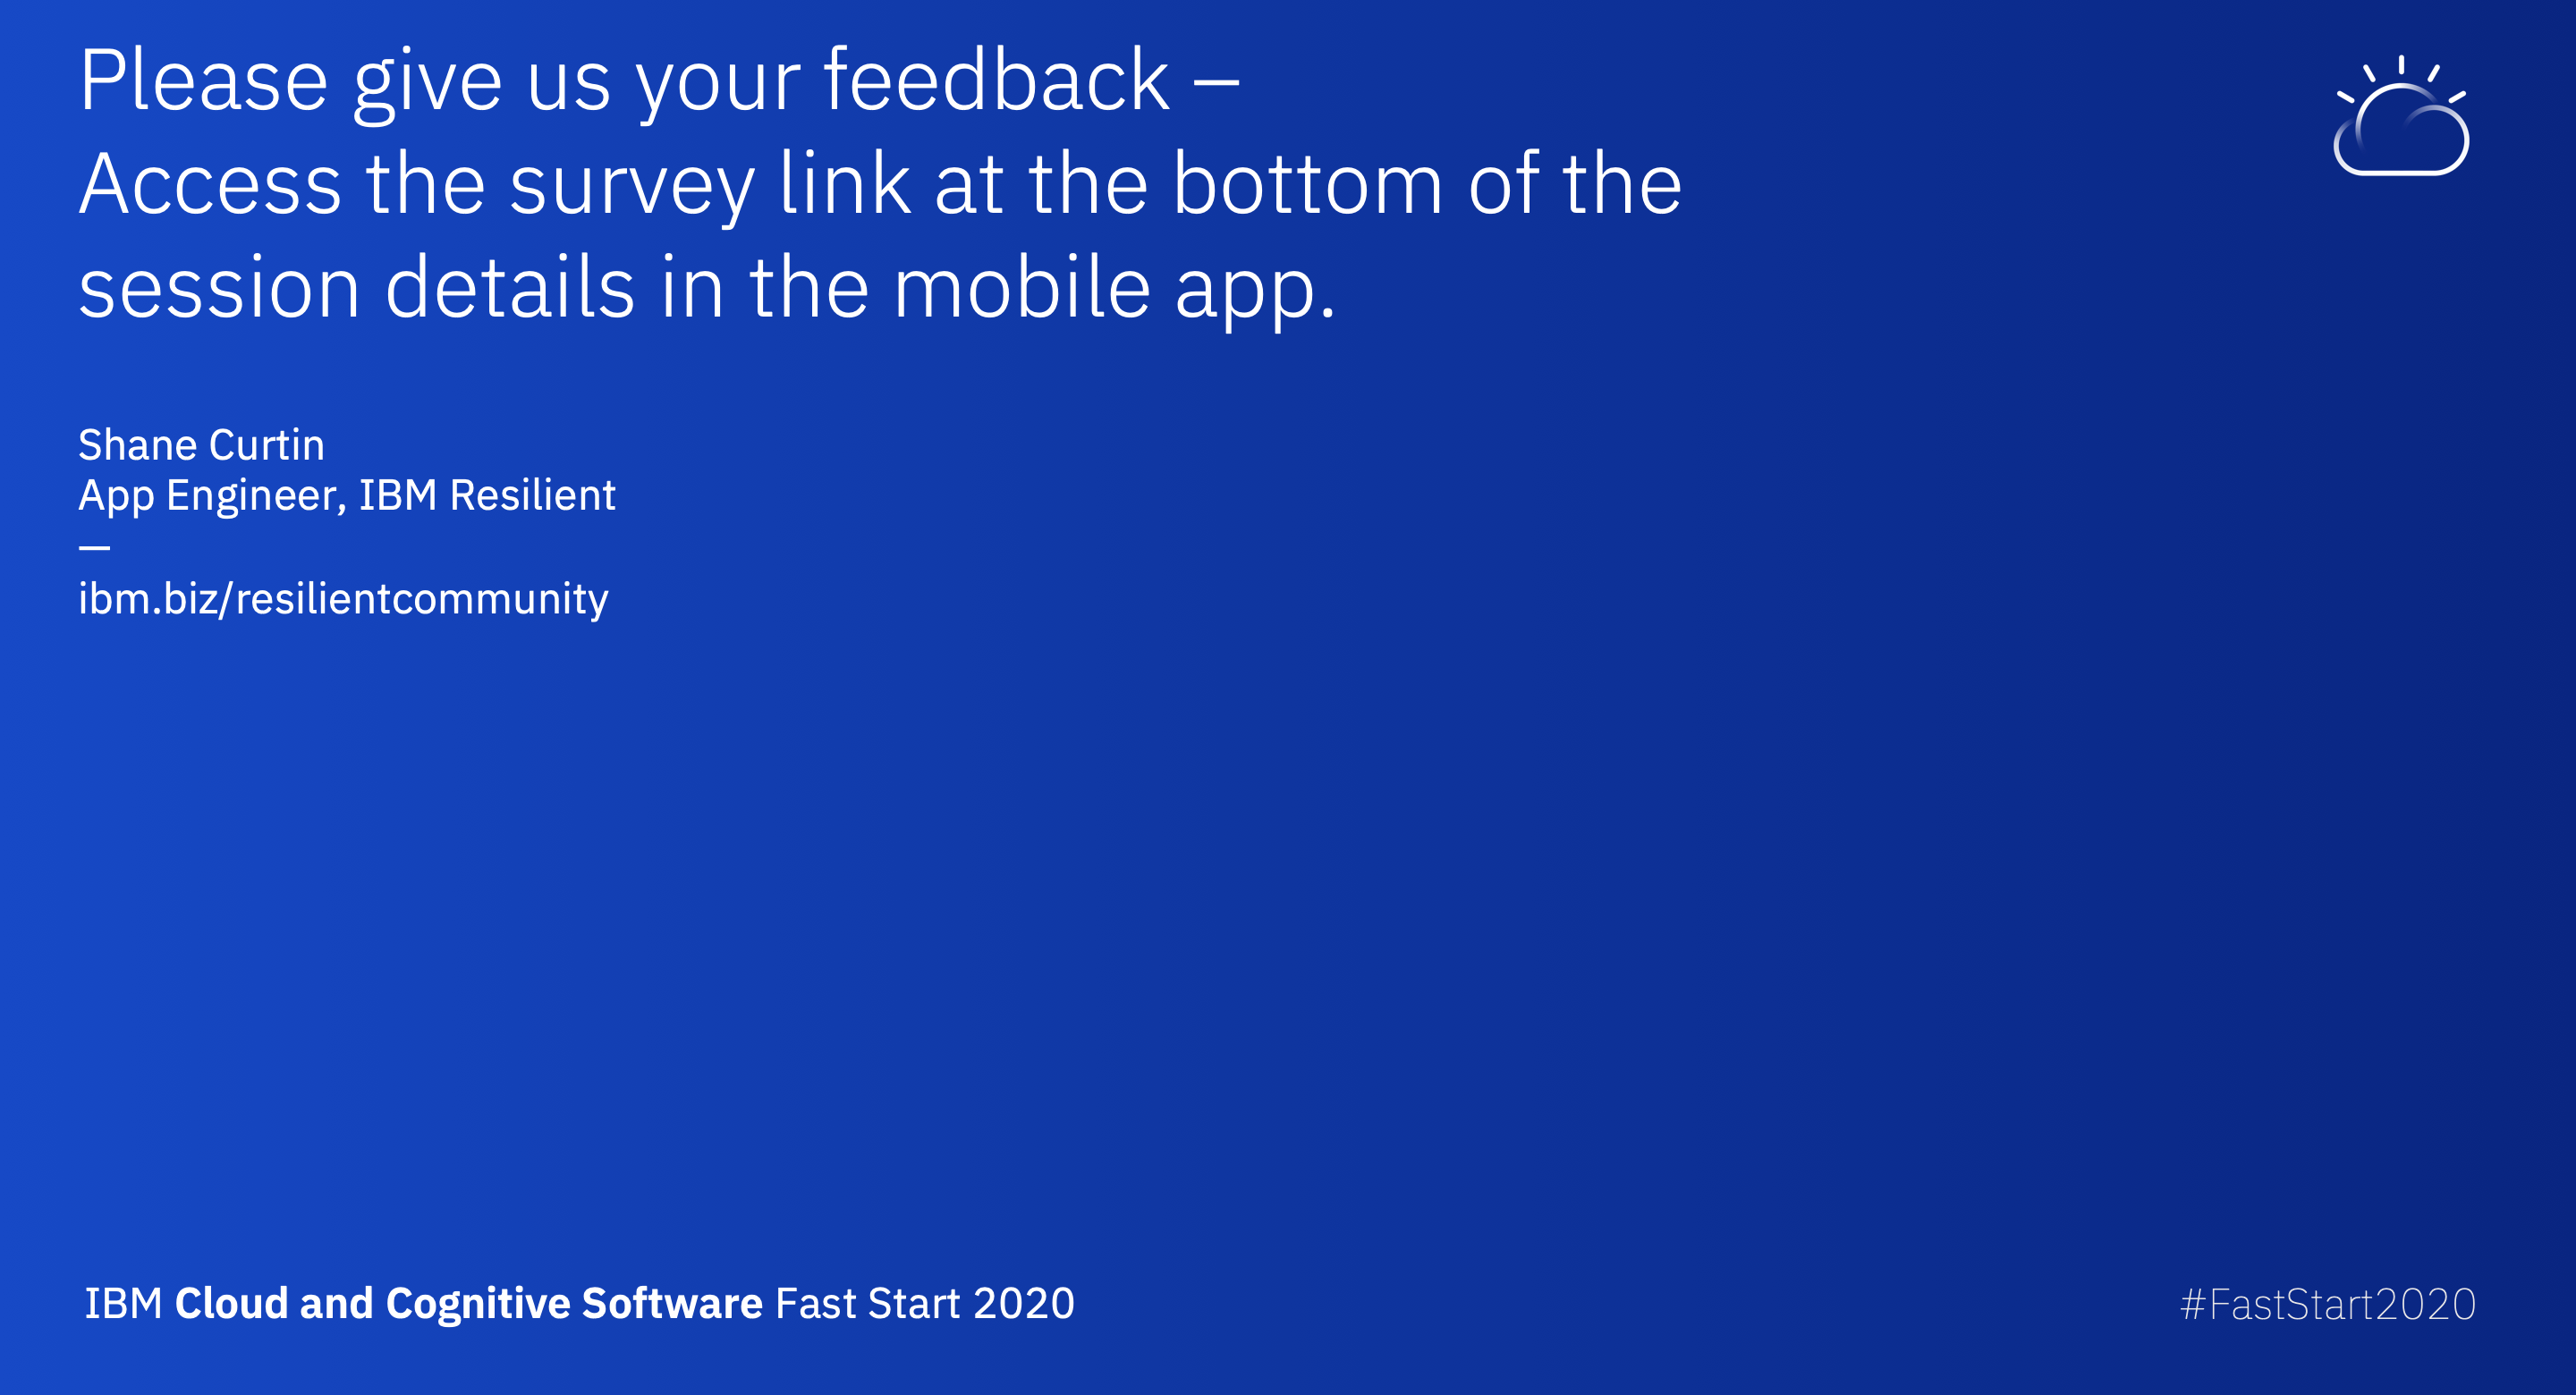 Please give us your feedback –
Access the survey link at the bottom of the
session details in the mobile app.
Shane Curtin
App Engineer, IBM Resilient
—
ibm.biz/resilientcommunity
IBM Cloud and Cognitive Software Fast Start 2020
#FastStart2020